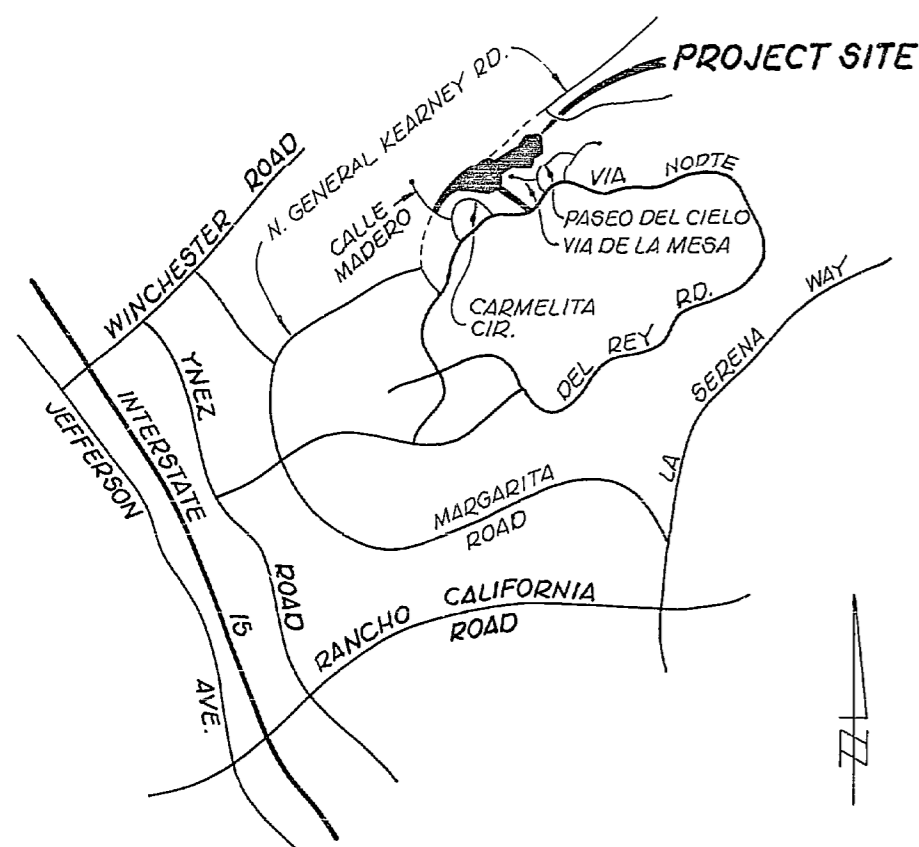 PROJECT SITE
N. GENERAL KEARNEY RD.
WINCHESTER ROAD
CALLE
MADERO
VIA NORTE
PASEO DEL CIELO
VIA DE LA MESA
CARMELITA
CIR.
DEL REY RD.
LA SERENA WAY
YNEZ ROAD
INTERSTATE 15
JEFFERSON AVE.
MARGARITA
ROAD
RANCHO CALIFORNIA
ROAD
N